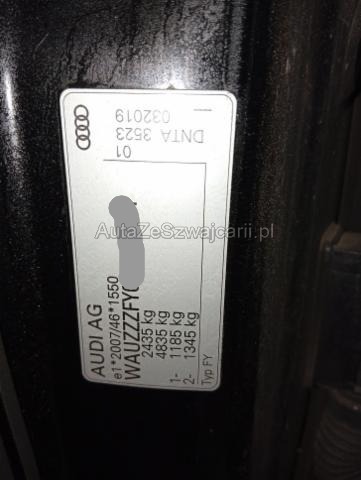 AUDI AG
e1*2007/46*1550
WAUZZZFY
2435 kg
4835 kg
1- 1185 kg
2- 1345 kg
Typ FY
01
DNTA 3523
032019
AutaZeSzwajcarii.pl